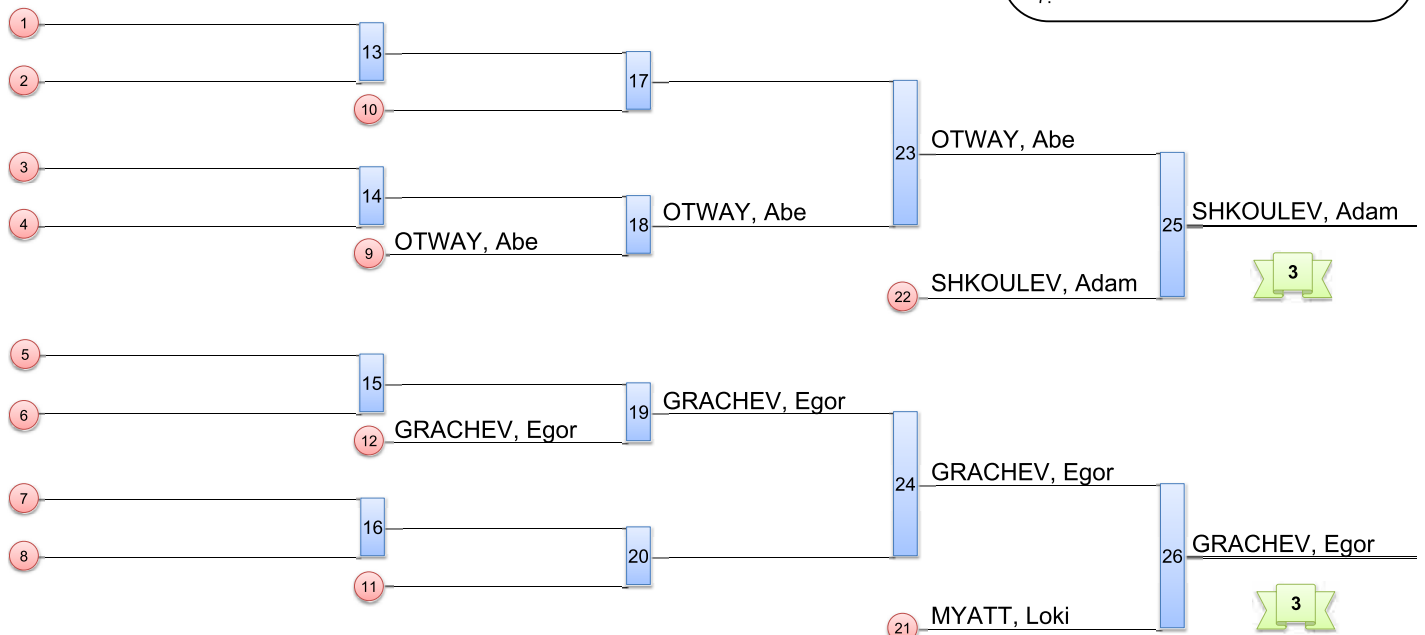 1
13
2
17
10
3
23
OTWAY, Abe
14
4
18
OTWAY, Abe
25
SHKOULEV, Adam
9
OTWAY, Abe
3
22
SHKOULEV, Adam
5
15
6
19
GRACHEV, Egor
12
GRACHEV, Egor
7
24
GRACHEV, Egor
16
8
20
26
GRACHEV, Egor
11
3
21
MYATT, Loki